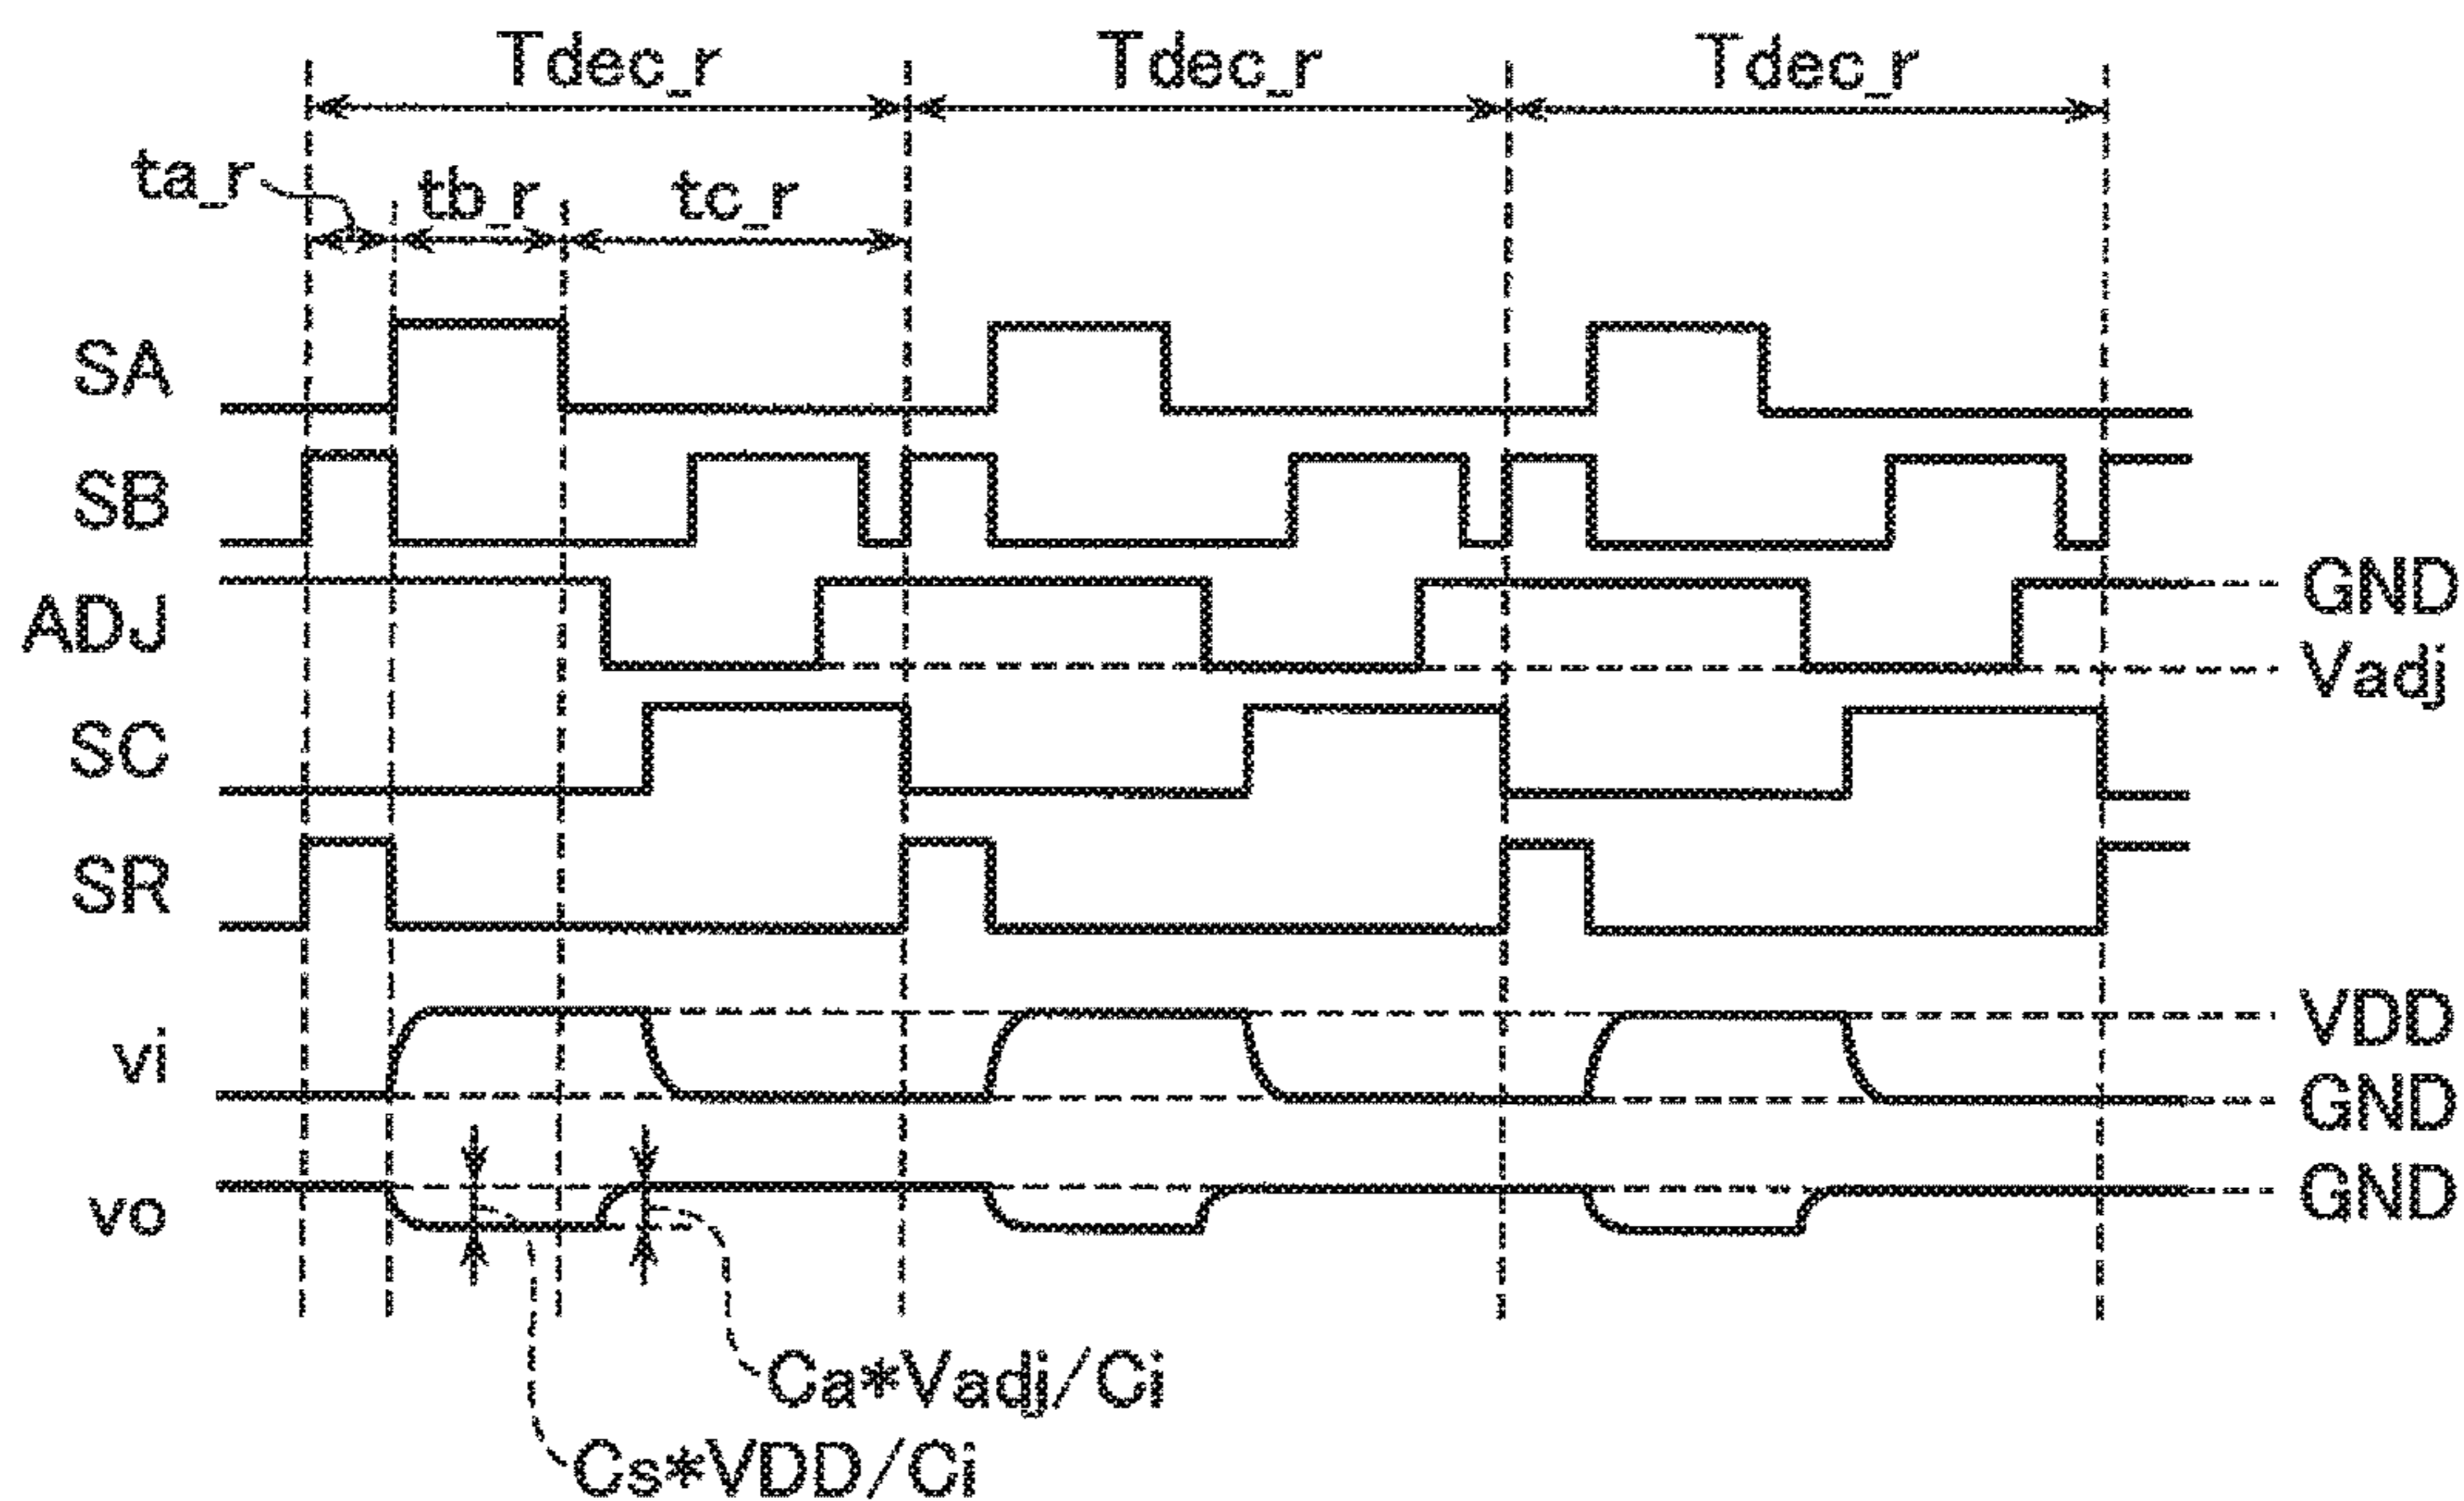 Tdec_r Tdec_r Tdec_r
ta_r tb_r tc_r
SA
SB
ADJ
GND
Vadj
SC
SR
vi
VDD
GND
vo
GND
Ca*Vadj/Ci
Cs*VDD/Ci